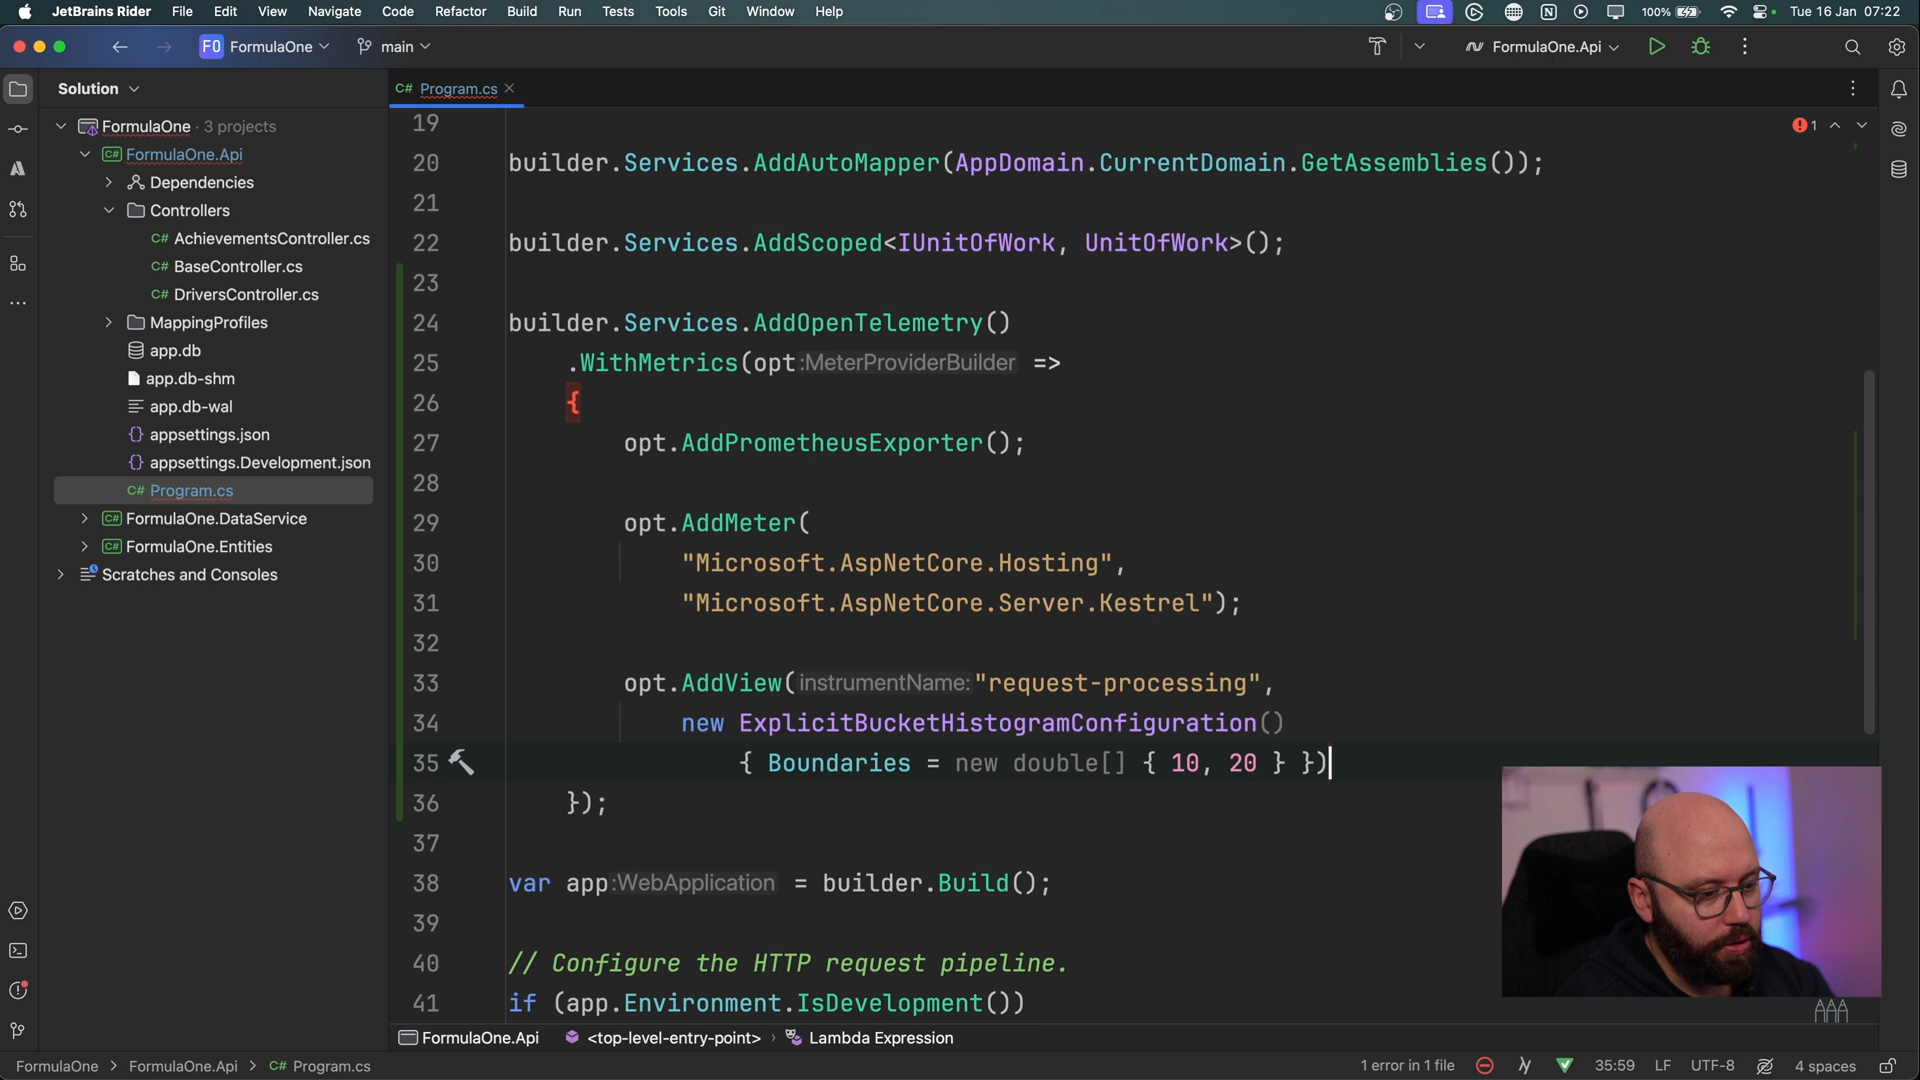 JetBrains Rider File Edit View Navigate Code Refactor Build Run Tests Tools Git Window Help 100% Tue 16 Jan 07:22
FO FormulaOne main FormulaOne.Api
Solution
FormulaOne · 3 projects
FormulaOne.Api
Dependencies
Controllers
C# AchievementsController.cs
C# BaseController.cs
C# DriversController.cs
MappingProfiles
app.db
app.db-shm
app.db-wal
{} appsettings.json
{} appsettings.Development.json
C# Program.cs
C# FormulaOne.DataService
C# FormulaOne.Entities
Scratches and Consoles
C# Program.cs
1
19
20 builder.Services.AddAutoMapper(AppDomain.CurrentDomain.GetAssemblies());
21
22 builder.Services.AddScoped<IUnitOfWork, UnitOfWork>();
23
24 builder.Services.AddOpenTelemetry()
25 .WithMetrics(opt:MeterProviderBuilder =>
26 {
27 opt.AddPrometheusExporter();
28
29 opt.AddMeter(
30 "Microsoft.AspNetCore.Hosting",
31 "Microsoft.AspNetCore.Server.Kestrel");
32
33 opt.AddView(instrumentName:"request-processing",
34 new ExplicitBucketHistogramConfiguration()
35 { Boundaries = new double[] { 10, 20 } })
36 });
37
38 var app:WebApplication = builder.Build();
39
40 // Configure the HTTP request pipeline.
41 if (app.Environment.IsDevelopment())
FormulaOne.Api <top-level-entry-point> › Lambda Expression
FormulaOne > FormulaOne.Api > C# Program.cs 1 error in 1 file 35:59 LF UTF-8 4 spaces